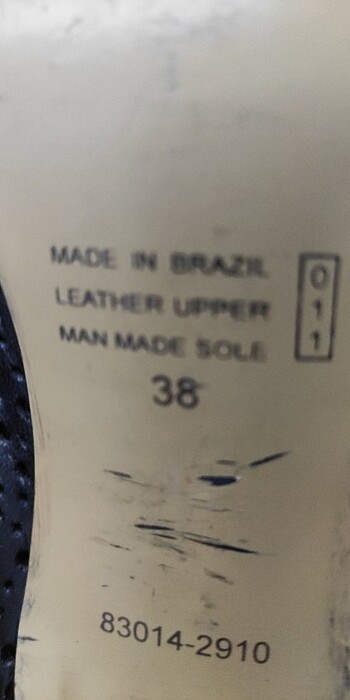 MADE IN BRAZIL
LEATHER UPPER
MAN MADE SOLE
0
1
1
38
83014-2910